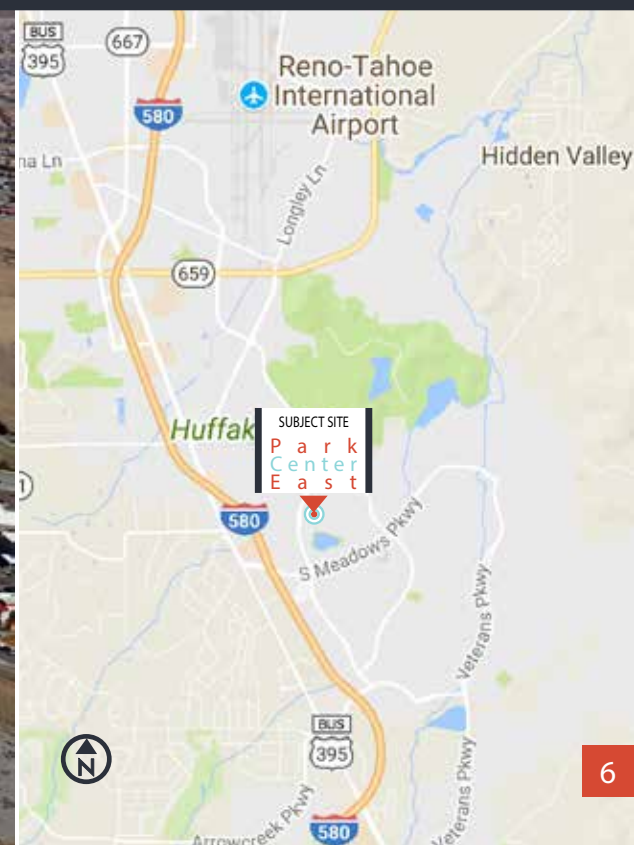 BUS
395
667
580
Reno-Tahoe
International
Airport
Hidden Valley
na Ln
Longley Ln
659
SUBJECT SITE
Park
Center
East
Huffak
580
S Meadows Pkwy
Veterans Pkwy
BUS
395
N
6
Arrowcreek Pkwy
580
Veterans Pkwy